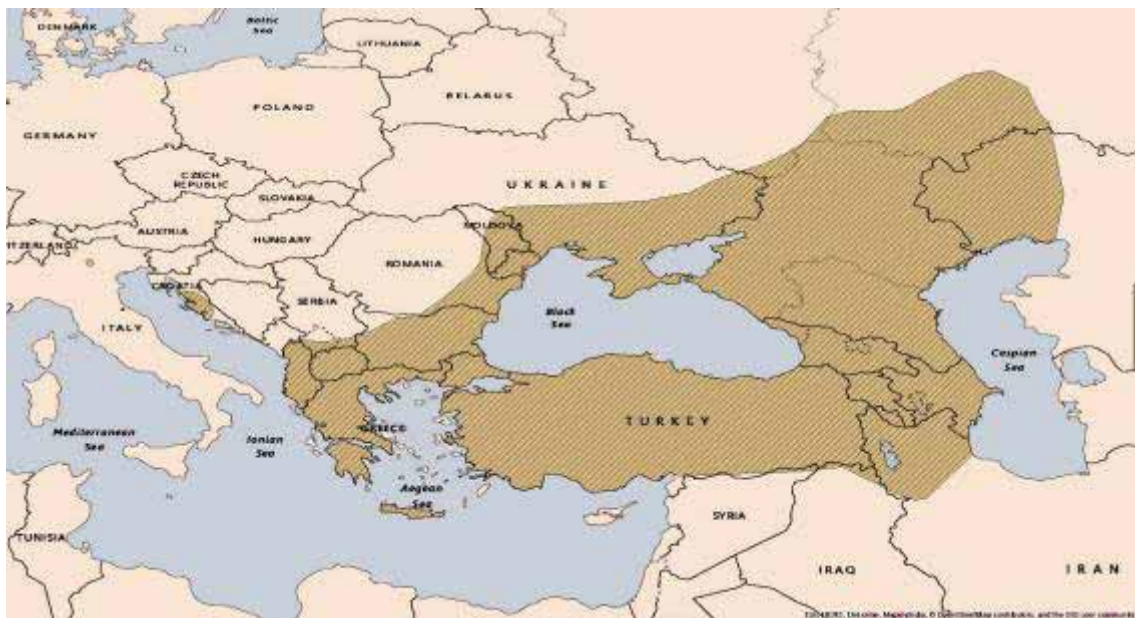 DENMARK
Baltic
Sea
LITHUANIA
BELARUS
POLAND
GERMANY
CZECH
REPUBLIC
UKRAINE
SLOVAKIA
MOLDOVA
AUSTRIA
HUNGARY
ITZERLAND
ROMANIA
CROATIA
SERBIA
Black
Sea
ITALY
Caspian
Sea
TURKEY
GREECE
Mediterranean
Sea
Ionian
Sea
Aegean
Sea
SYRIA
TUNISIA
IRAQ
IRAN